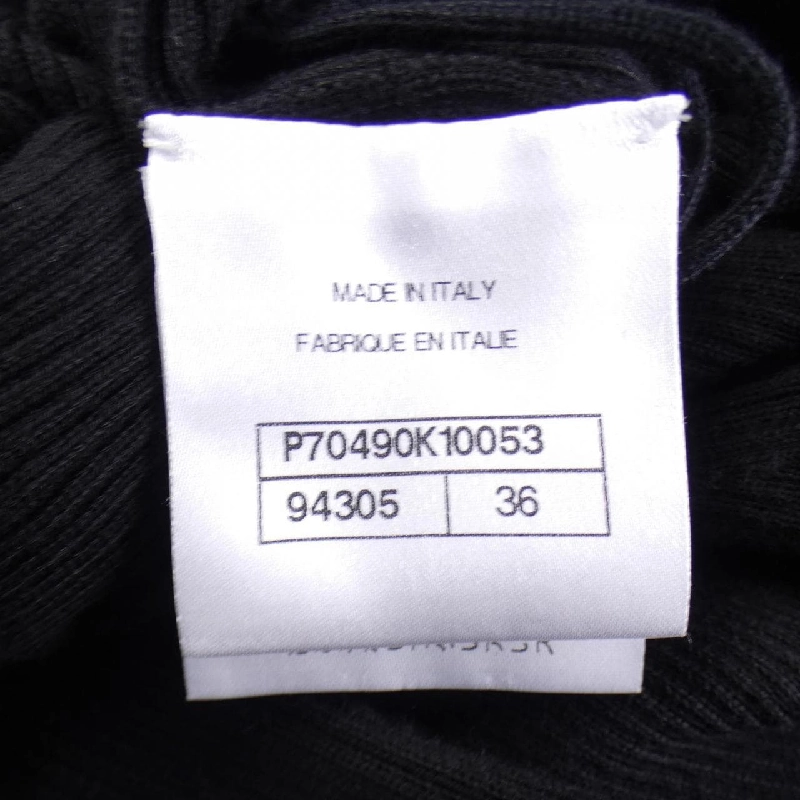 MADE IN ITALY
FABRIQUE EN ITALIE
P70490K10053
94305 36